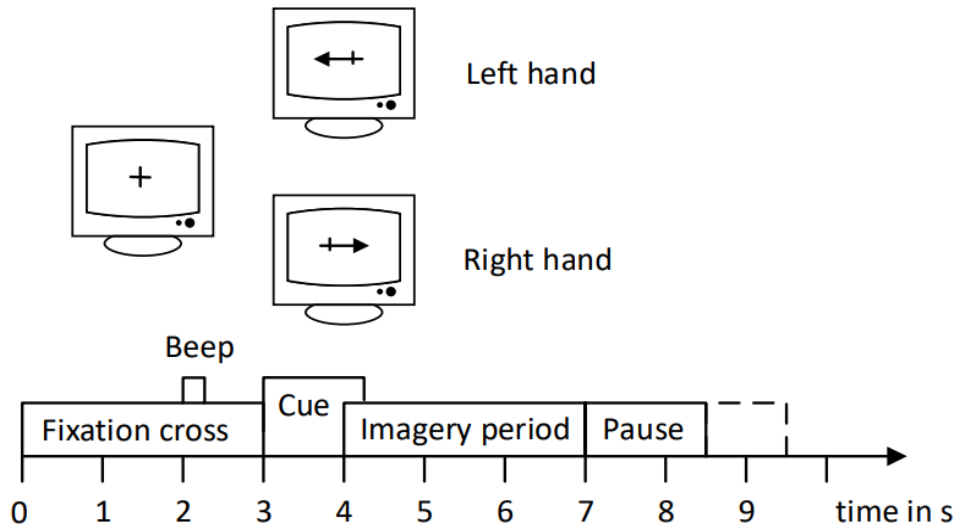 Left hand
Right hand
Beep
Fixation cross
Cue
Imagery period
Pause
0 1 2 3 4 5 6 7 8 9 time in s